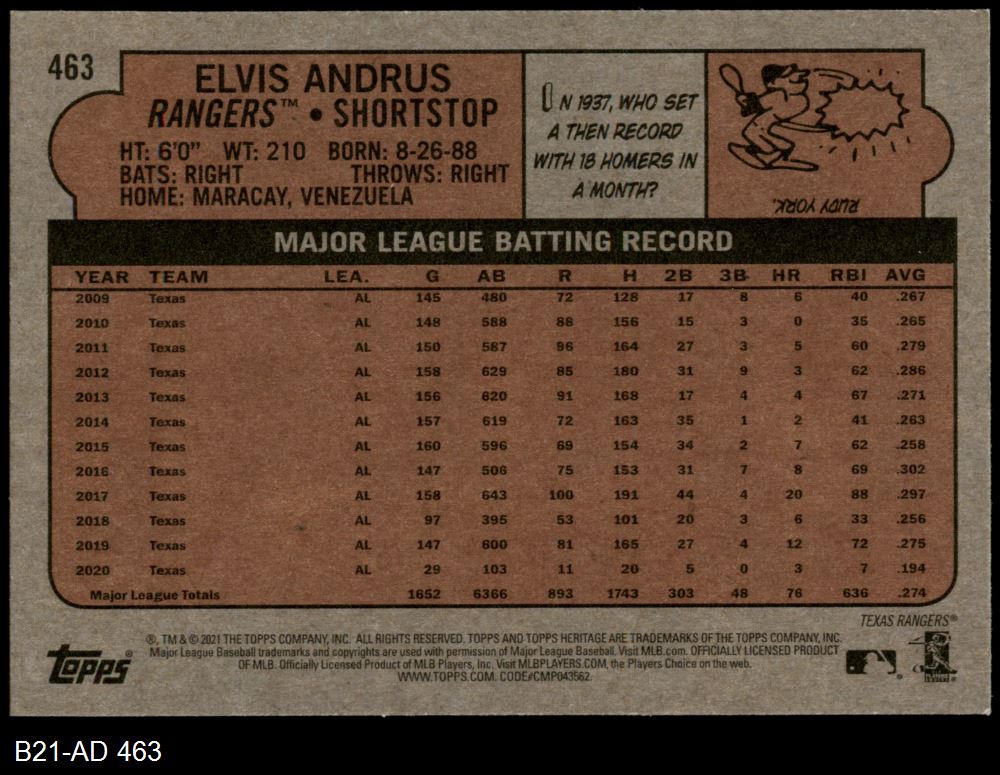 463
ELVIS ANDRUS
RANGERS™ • SHORTSTOP
HT: 6'0" WT: 210 BORN: 8-26-88
BATS: RIGHT THROWS: RIGHT
HOME: MARACAY, VENEZUELA
IN 1937, WHO SET
A THEN RECORD
WITH 18 HOMERS IN
A MONTH?
RUDY YORK.
MAJOR LEAGUE BATTING RECORD
YEAR TEAM LEA. G AB R H 2B 3B HR RBI AVG
2009 Texas AL 145 480 72 128 17 8 6 40 .267
2010 Texas AL 148 588 88 156 15 3 0 35 .265
2011 Texas AL 150 587 96 164 27 3 5 60 .279
2012 Texas AL 158 629 85 180 31 9 3 62 .286
2013 Texas AL 156 620 91 168 17 4 4 67 .271
2014 Texas AL 157 619 72 163 35 1 2 41 .263
2015 Texas AL 160 596 69 154 34 2 7 62 .258
2016 Texas AL 147 506 75 153 31 7 8 69 .302
2017 Texas AL 158 643 100 191 44 4 20 88 .297
2018 Texas AL 97 395 53 101 20 3 6 33 .256
2019 Texas AL 147 600 81 165 27 4 12 72 .275
2020 Texas AL 29 103 11 20 5 0 3 7 .194
Major League Totals 1652 6366 893 1743 303 48 76 636 .274
TEXAS RANGERS®
®, TM & © 2021 THE TOPPS COMPANY, INC. ALL RIGHTS RESERVED. TOPPS AND TOPPS HERITAGE ARE TRADEMARKS OF THE TOPPS COMPANY, INC.
Major League Baseball trademarks and copyrights are used with permission of Major League Baseball. Visit MLB.com. OFFICIALLY LICENSED PRODUCT
OF MLB. Officially Licensed Product of MLB Players, Inc. Visit MLBPLAYERS.COM, the Players Choice on the web.
WWW.TOPPS.COM. CODE#CMP043562.
Topps®
B21-AD 463